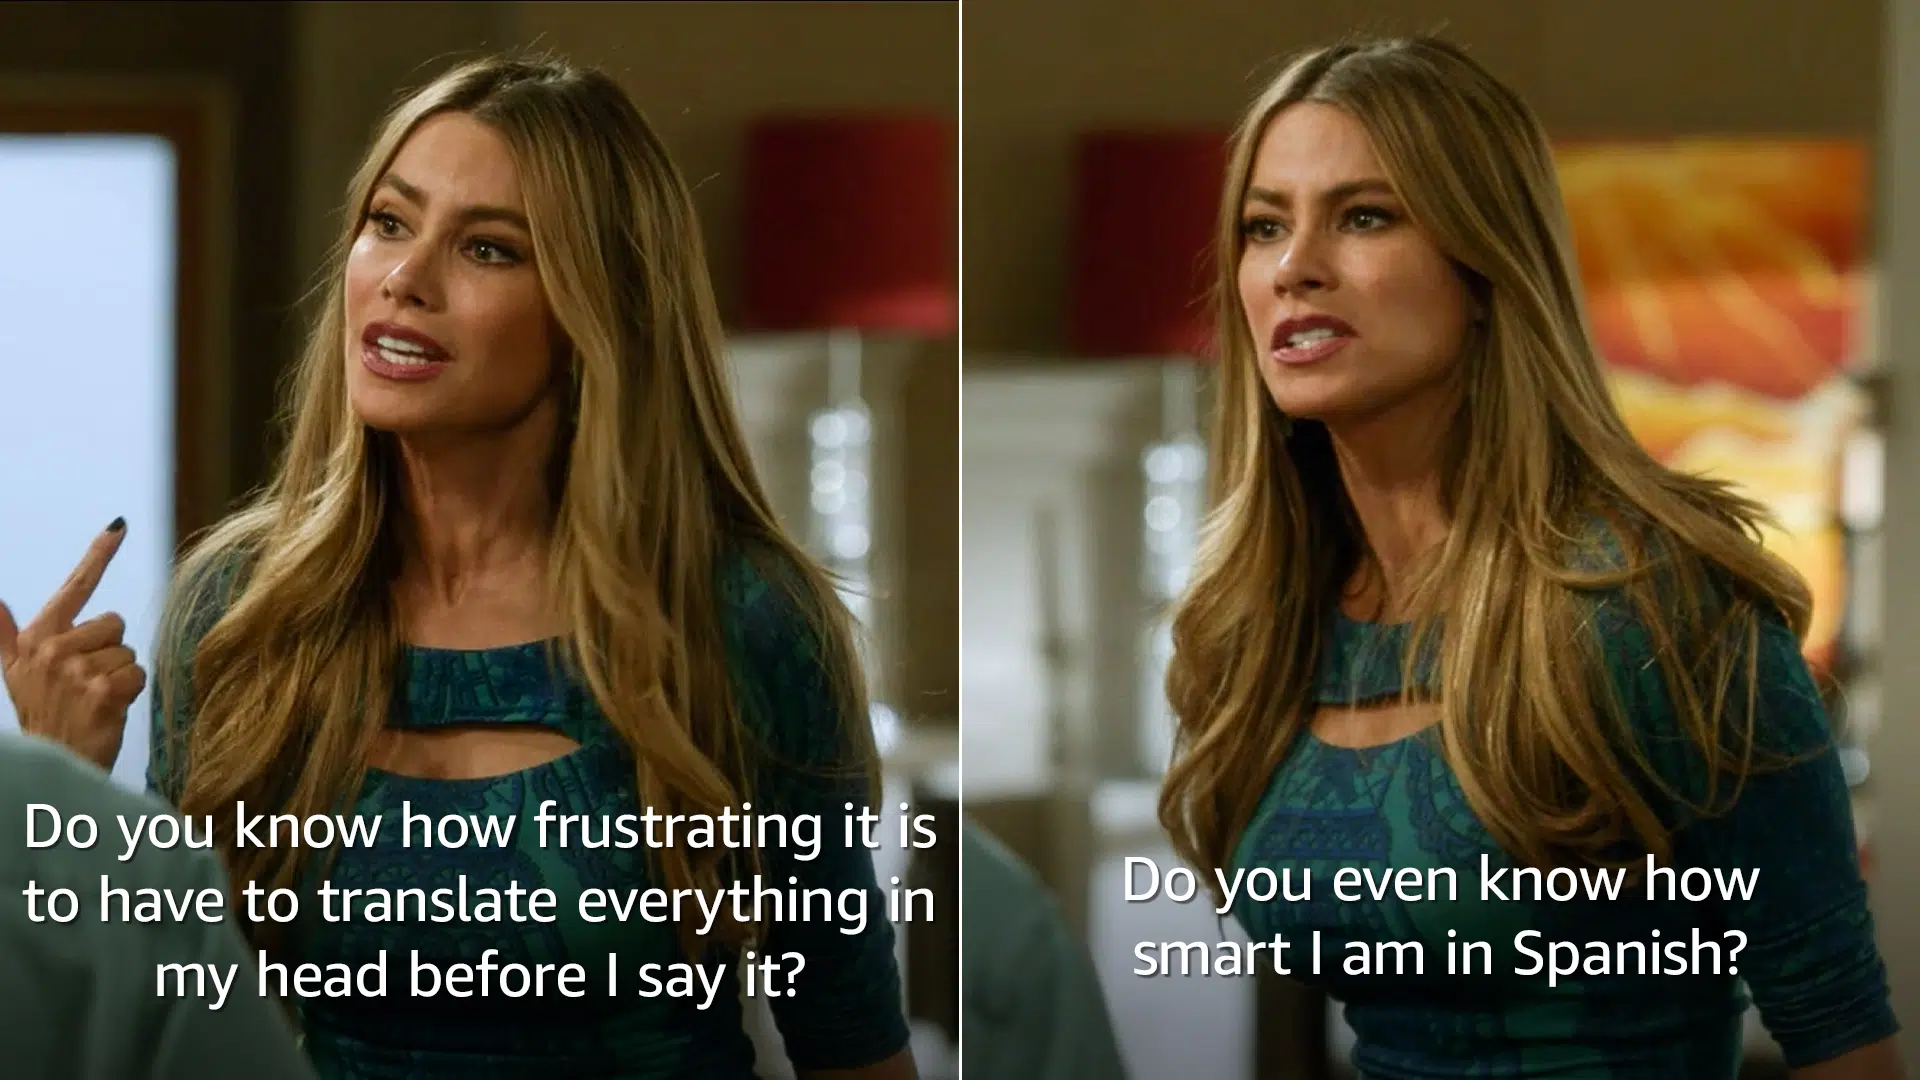 Do you know how frustrating it is
to have to translate everything in
my head before I say it?
Do you even know how
smart I am in Spanish?